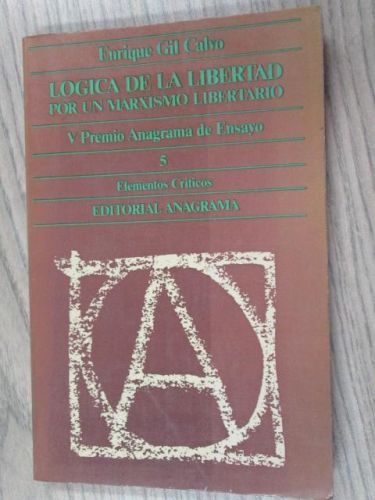 Enrique Gil Calvo
LOGICA DE LA LIBERTAD
POR UN MARXISMO LIBERTARIO
V Premio Anagrama de Ensayo
5
Elementos Críticos
EDITORIAL ANAGRAMA
A